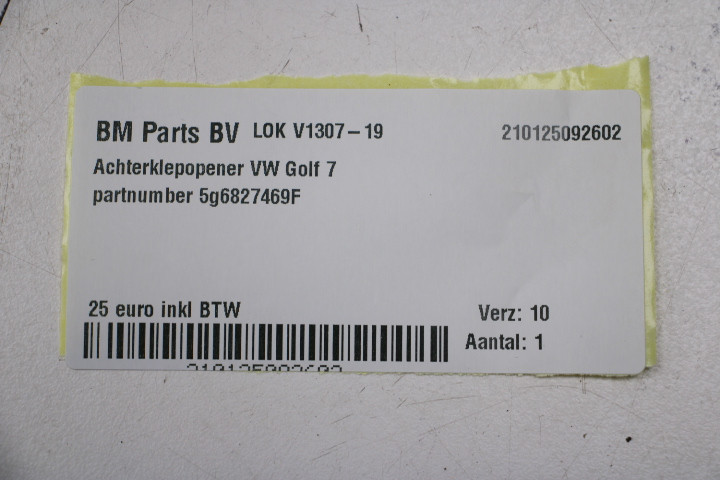 BM Parts BV LOK V1307-19 210125092602
Achterklepopener VW Golf 7
partnumber 5g6827469F
25 euro inkl BTW Verz: 10
Aantal: 1
210125092602